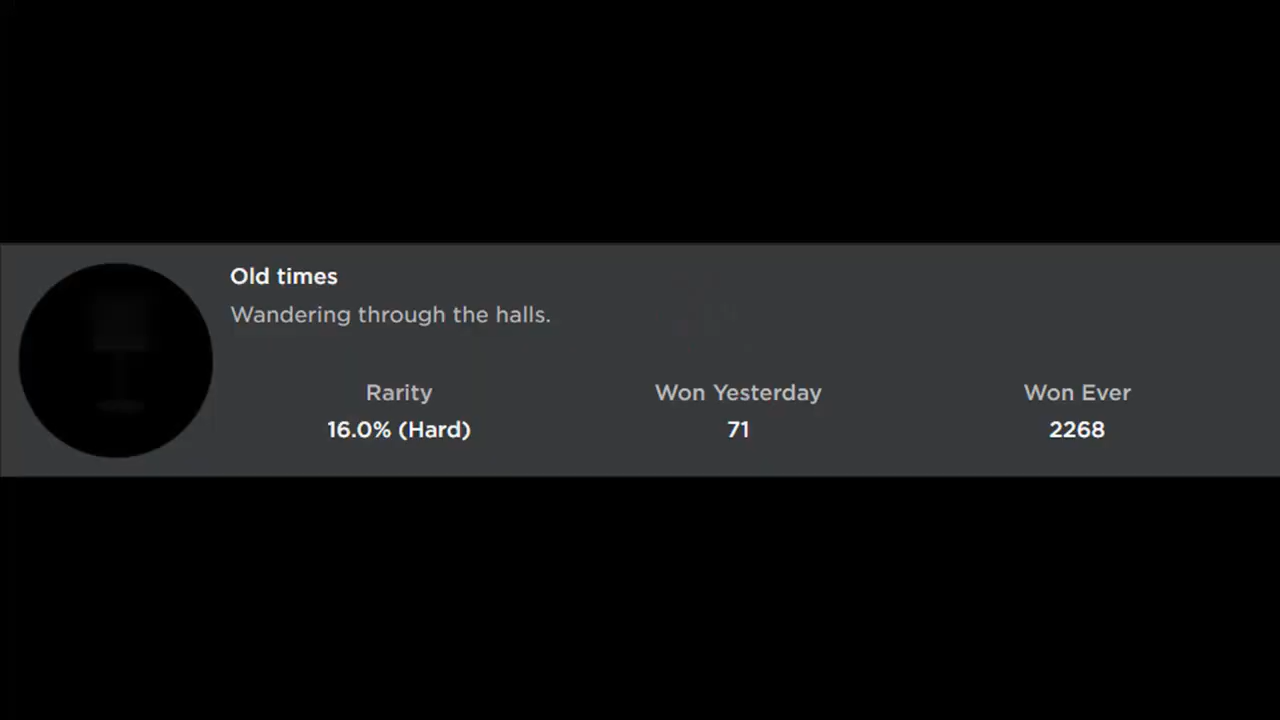 Old times
Wandering through the halls.
Rarity Won Yesterday Won Ever
16.0% (Hard) 71 2268